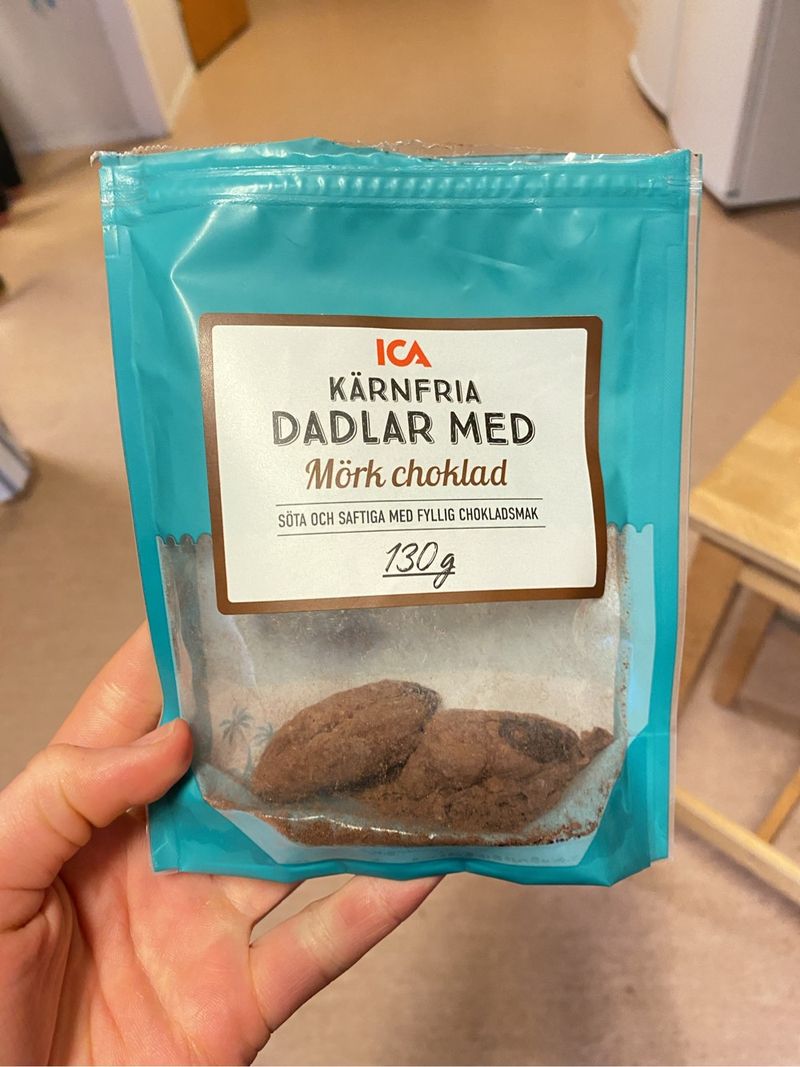 ICA
KÄRNFRIA
DADLAR MED
Mörk choklad
SÖTA OCH SAFTIGA MED FYLLIG CHOKLADSMAK
130g